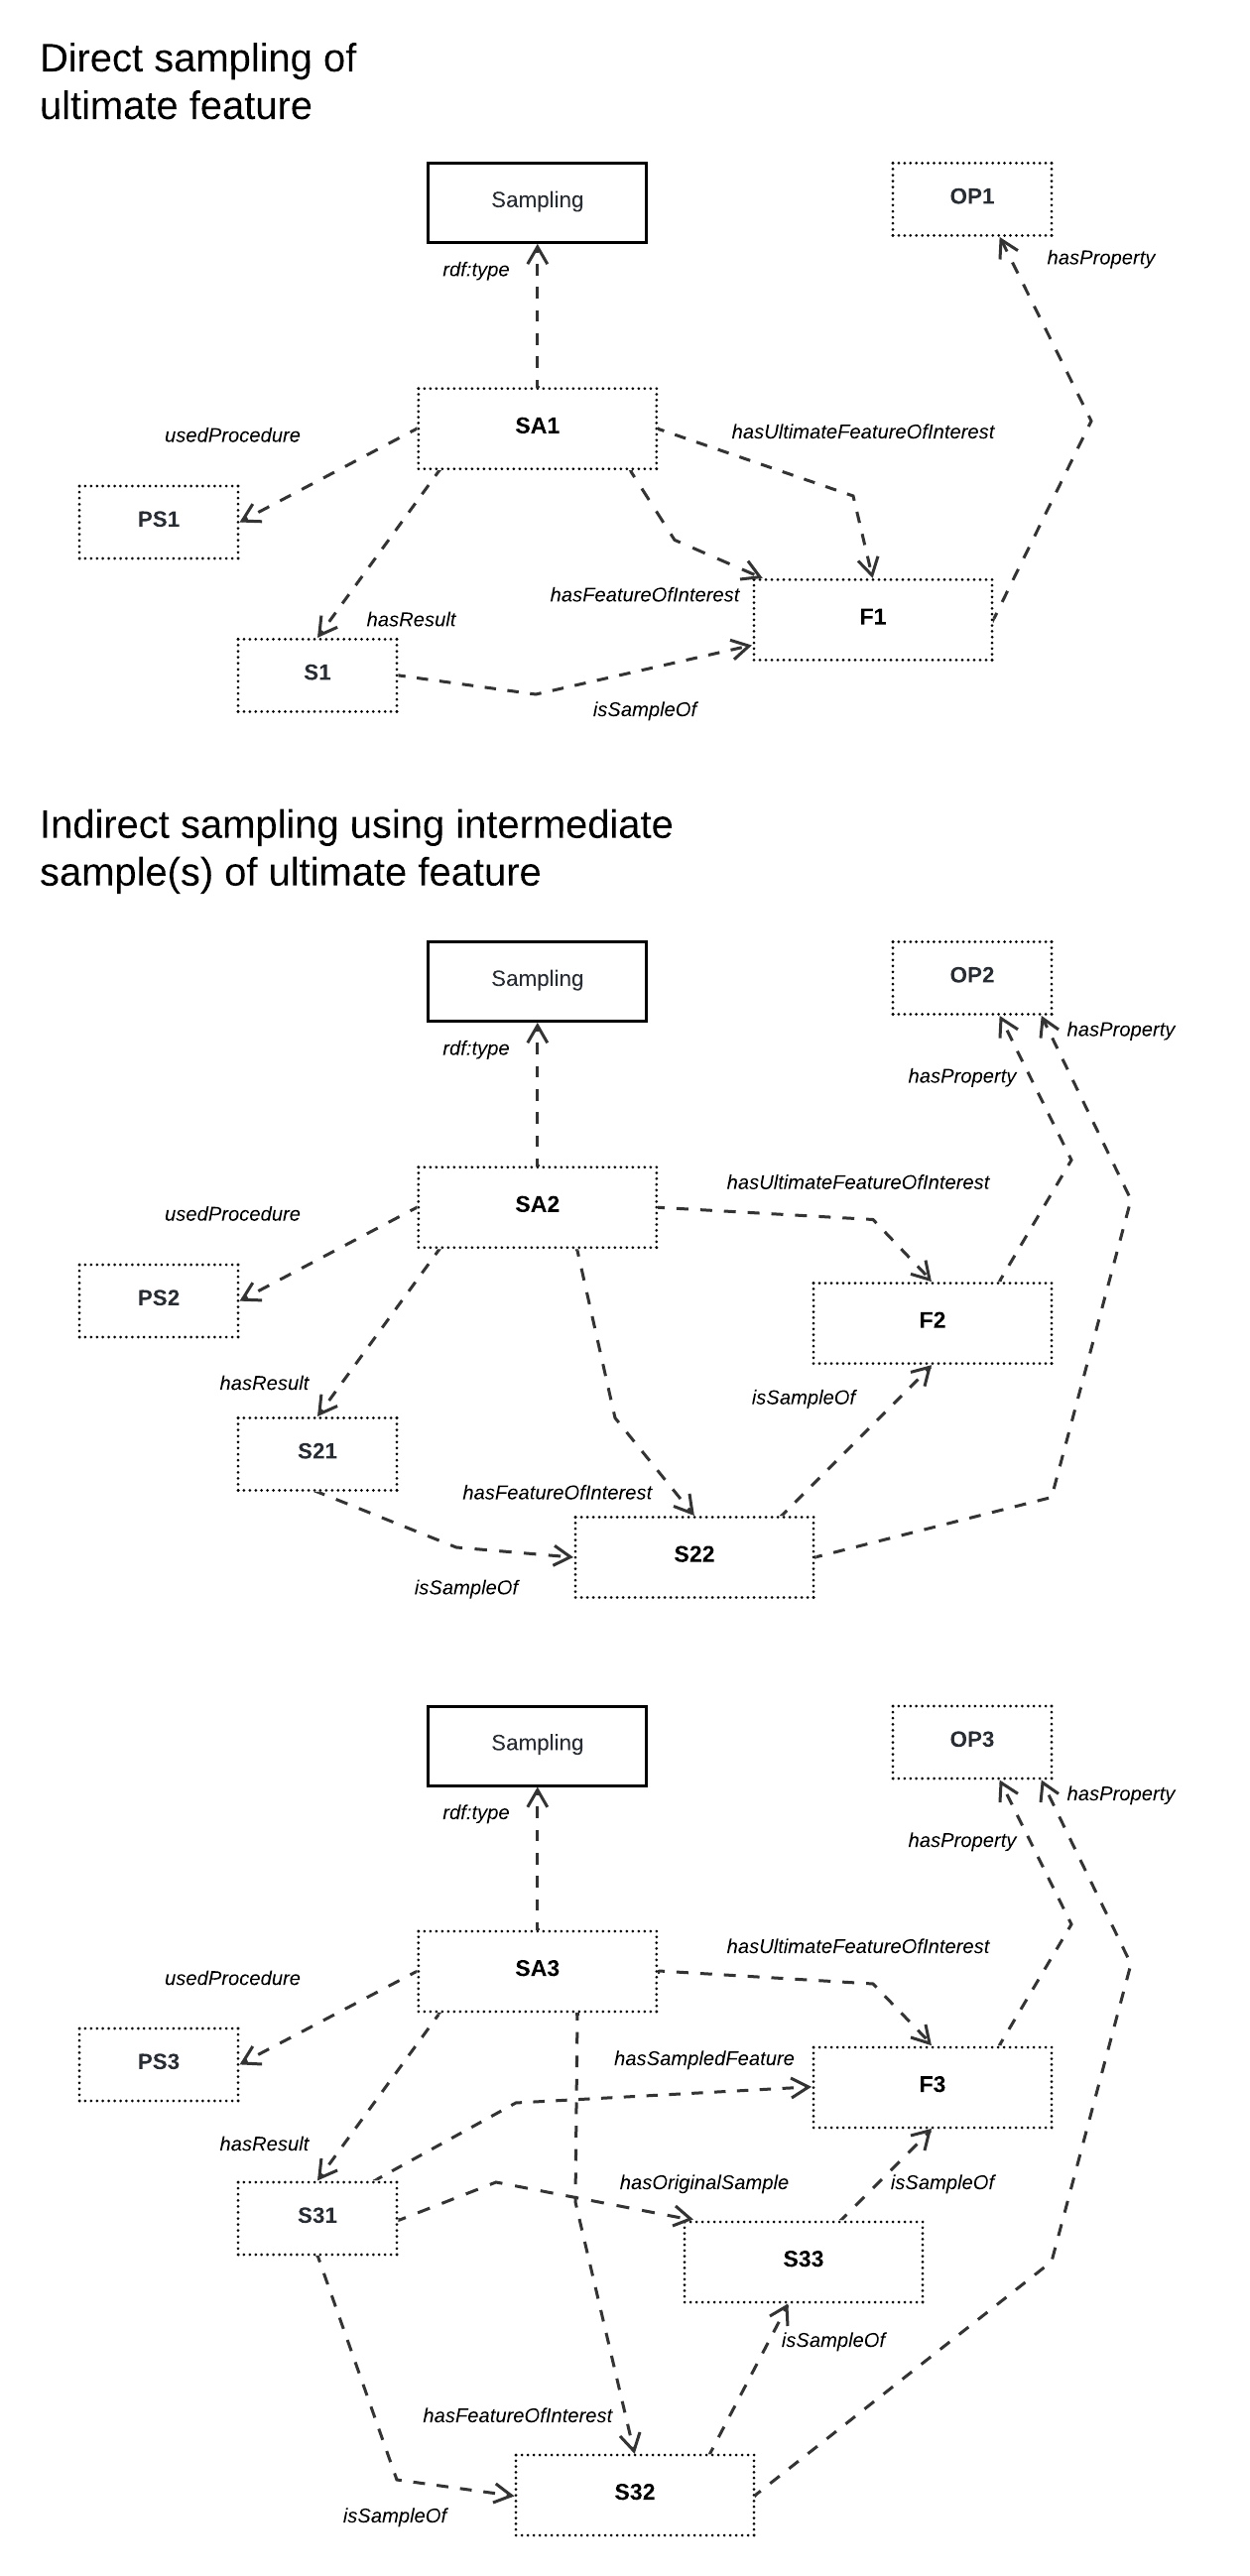 Direct sampling of
ultimate feature
Sampling
OP1
rdf:type
hasProperty
SA1
usedProcedure
hasUltimateFeatureOfInterest
PS1
hasFeatureOfInterest
F1
hasResult
S1
isSampleOf
Indirect sampling using intermediate
sample(s) of ultimate feature
Sampling
OP2
rdf:type
hasProperty
hasProperty
SA2
usedProcedure
hasUltimateFeatureOfInterest
PS2
F2
hasResult
isSampleOf
S21
hasFeatureOfInterest
S22
isSampleOf
Sampling
OP3
rdf:type
hasProperty
hasProperty
SA3
usedProcedure
hasUltimateFeatureOfInterest
PS3
hasSampledFeature
F3
hasResult
hasOriginalSample
isSampleOf
S31
S33
isSampleOf
hasFeatureOfInterest
S32
isSampleOf